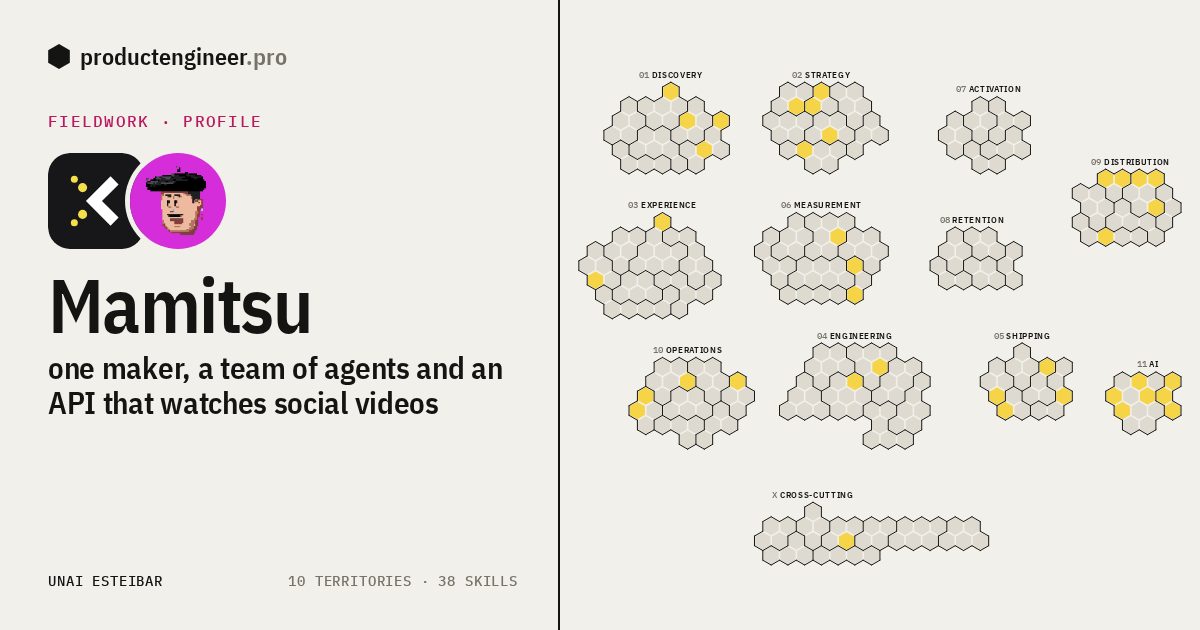 productengineer.pro
FIELDWORK · PROFILE
Mamitsu
one maker, a team of agents and an
API that watches social videos
UNAI ESTEIBAR
10 TERRITORIES · 38 SKILLS
01 DISCOVERY
02 STRATEGY
07 ACTIVATION
09 DISTRIBUTION
03 EXPERIENCE
06 MEASUREMENT
08 RETENTION
10 OPERATIONS
04 ENGINEERING
05 SHIPPING
11 AI
X CROSS-CUTTING